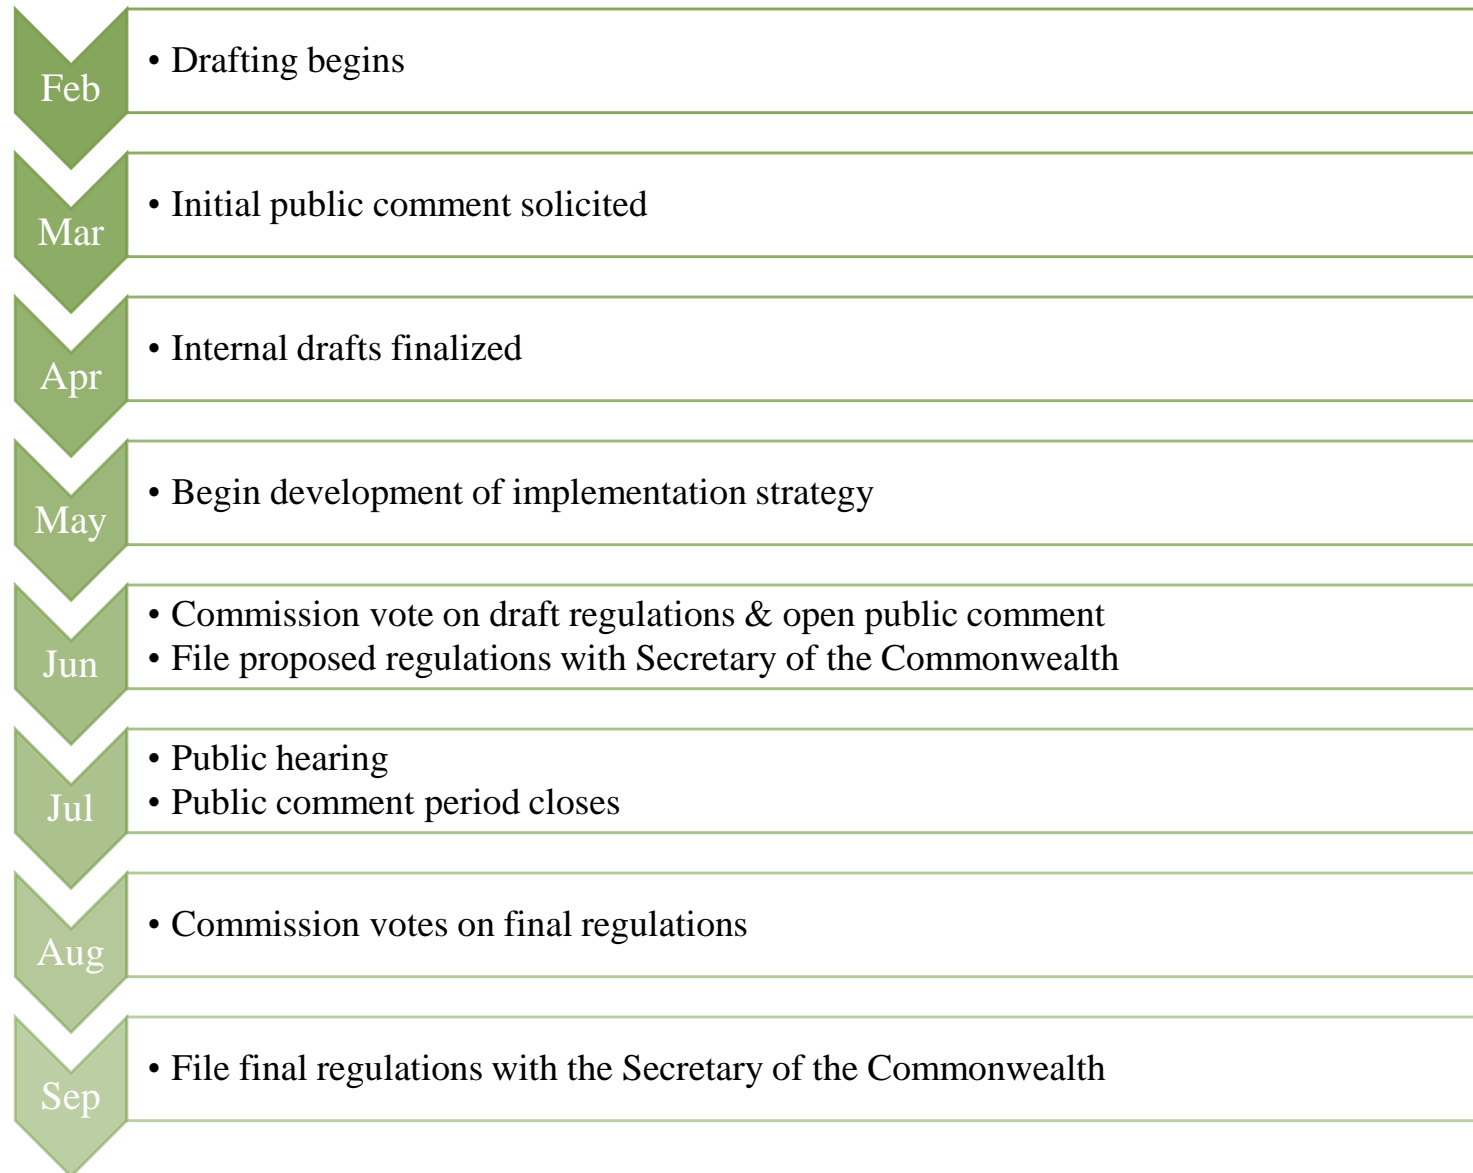 Feb
• Drafting begins
Mar
• Initial public comment solicited
Apr
• Internal drafts finalized
May
• Begin development of implementation strategy
Jun
• Commission vote on draft regulations & open public comment
• File proposed regulations with Secretary of the Commonwealth
Jul
• Public hearing
• Public comment period closes
Aug
• Commission votes on final regulations
Sep
• File final regulations with the Secretary of the Commonwealth